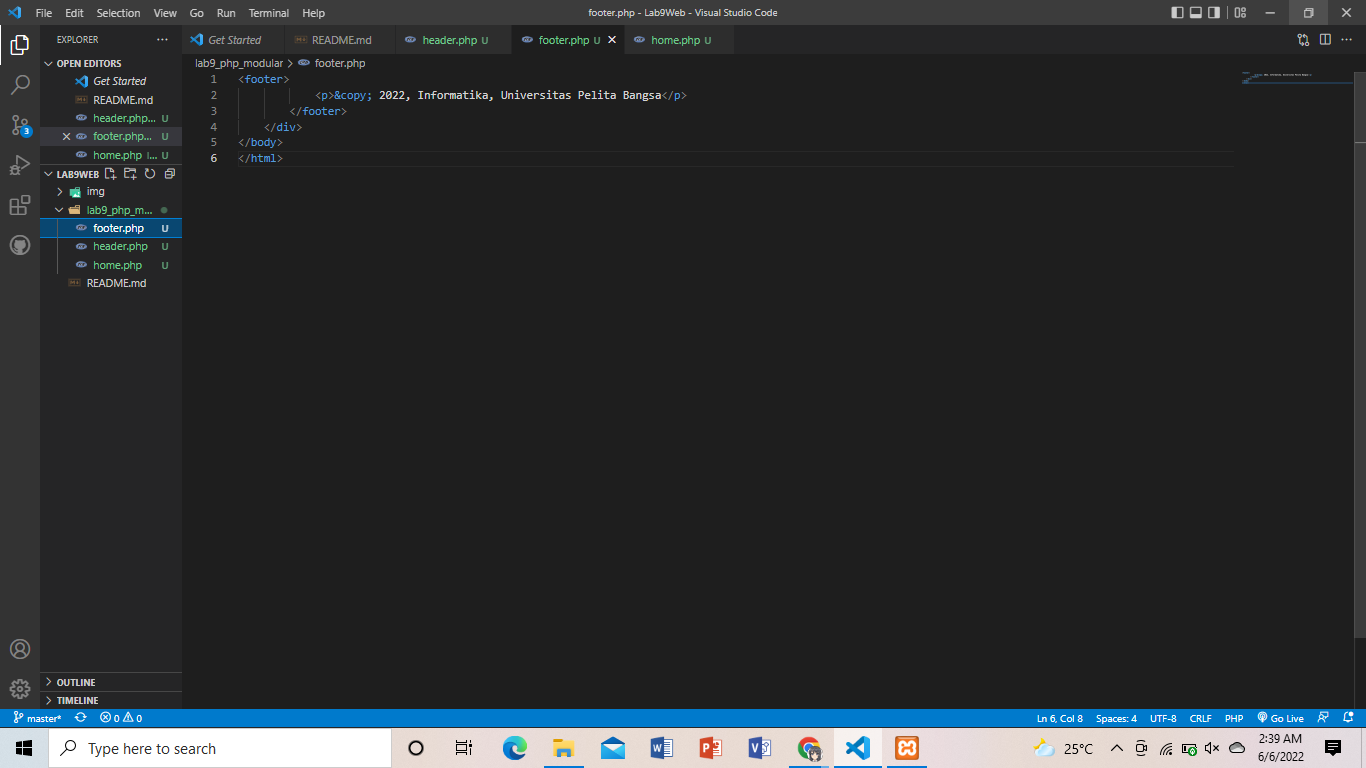 File Edit Selection View Go Run Terminal Help
footer.php - Lab9Web - Visual Studio Code
EXPLORER
OPEN EDITORS
Get Started
README.md
header.php... U
footer.php... U
home.php l... U
LAB9WEB
img
lab9_php_m...
footer.php U
header.php U
home.php U
README.md
OUTLINE
TIMELINE
3
Get Started README.md header.php U footer.php U home.php U
lab9_php_modular > footer.php
1 <footer>
2 <p>&copy; 2022, Informatika, Universitas Pelita Bangsa</p>
3 </footer>
4 </div>
5 </body>
6 </html>
master* 0 0 Ln 6, Col 8 Spaces: 4 UTF-8 CRLF PHP Go Live
Type here to search
25°C
2:39 AM
6/6/2022